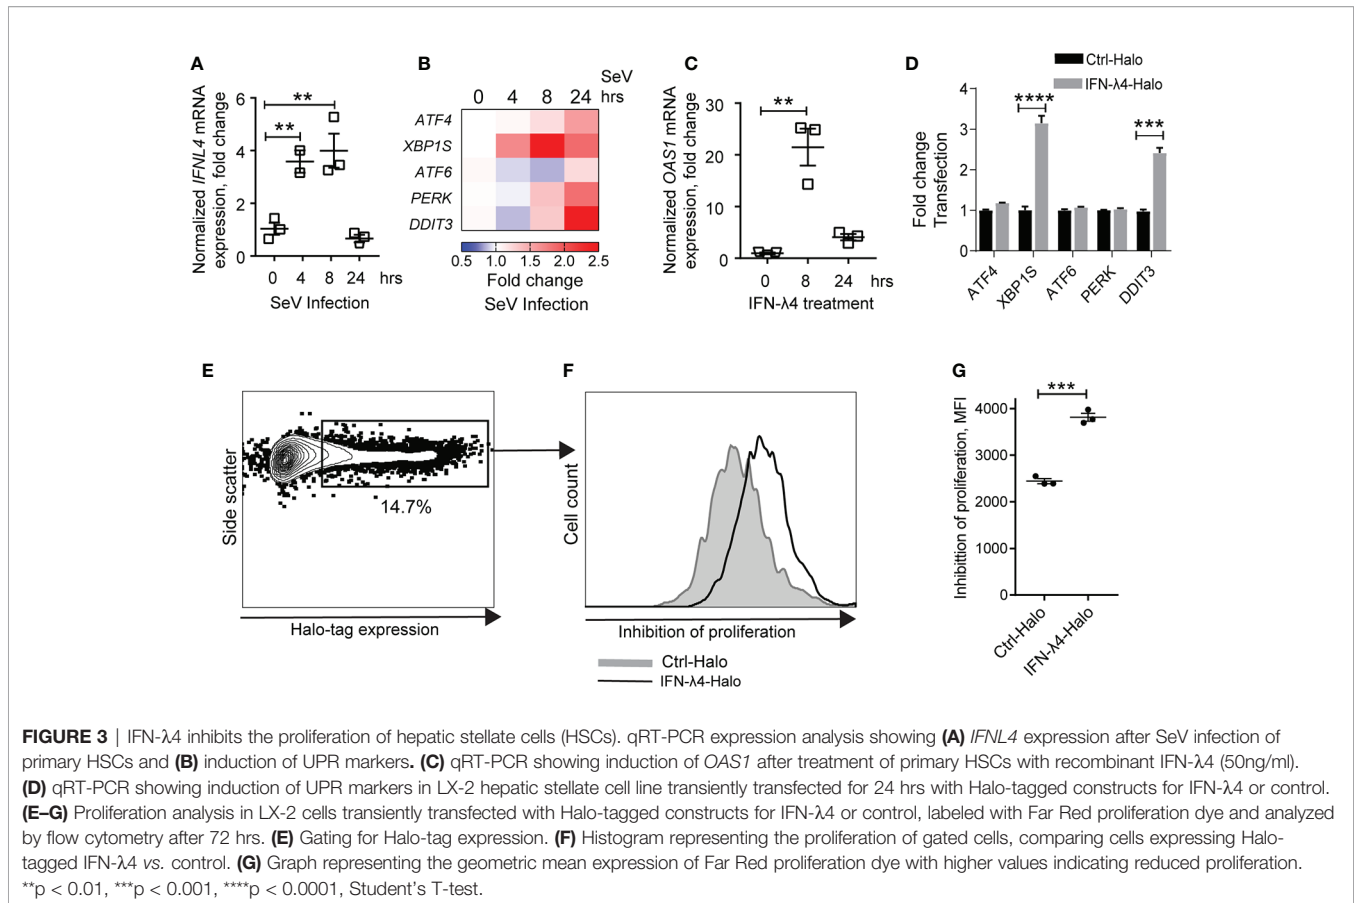 A
Normalized IFNL4 mRNA
expression, fold change
6
4
2
0
**
**
0 4 8 24 hrs
SeV Infection
B
SeV
0 4 8 24 hrs
ATF4
XBP1S
ATF6
PERK
DDIT3
0.5 1.0 1.5 2.0 2.5
Fold change
SeV Infection
C
Normalized OAS1 mRNA
expression, fold change
30
20
10
0
**
0 8 24 hrs
IFN-λ4 treatment
D
Ctrl-Halo
IFN-λ4-Halo
Fold change
Transfection
4
3
2
1
0
****
***
ATF4
XBP1S
ATF6
PERK
DDIT3
E
Side scatter
14.7%
Halo-tag expression
F
Cell count
Inhibition of proliferation
Ctrl-Halo
IFN-λ4-Halo
G
Inhibittion of proliferation, MFI
4000
3000
2000
1000
0
***
Ctrl-Halo
IFN-λ4-Halo
FIGURE 3 | IFN-λ4 inhibits the proliferation of hepatic stellate cells (HSCs). qRT-PCR expression analysis showing (A) IFNL4 expression after SeV infection of
primary HSCs and (B) induction of UPR markers. (C) qRT-PCR showing induction of OAS1 after treatment of primary HSCs with recombinant IFN-λ4 (50ng/ml).
(D) qRT-PCR showing induction of UPR markers in LX-2 hepatic stellate cell line transiently transfected for 24 hrs with Halo-tagged constructs for IFN-λ4 or control.
(E–G) Proliferation analysis in LX-2 cells transiently transfected with Halo-tagged constructs for IFN-λ4 or control, labeled with Far Red proliferation dye and analyzed
by flow cytometry after 72 hrs. (E) Gating for Halo-tag expression. (F) Histogram representing the proliferation of gated cells, comparing cells expressing Halo-
tagged IFN-λ4 vs. control. (G) Graph representing the geometric mean expression of Far Red proliferation dye with higher values indicating reduced proliferation.
**p < 0.01, ***p < 0.001, ****p < 0.0001, Student's T-test.